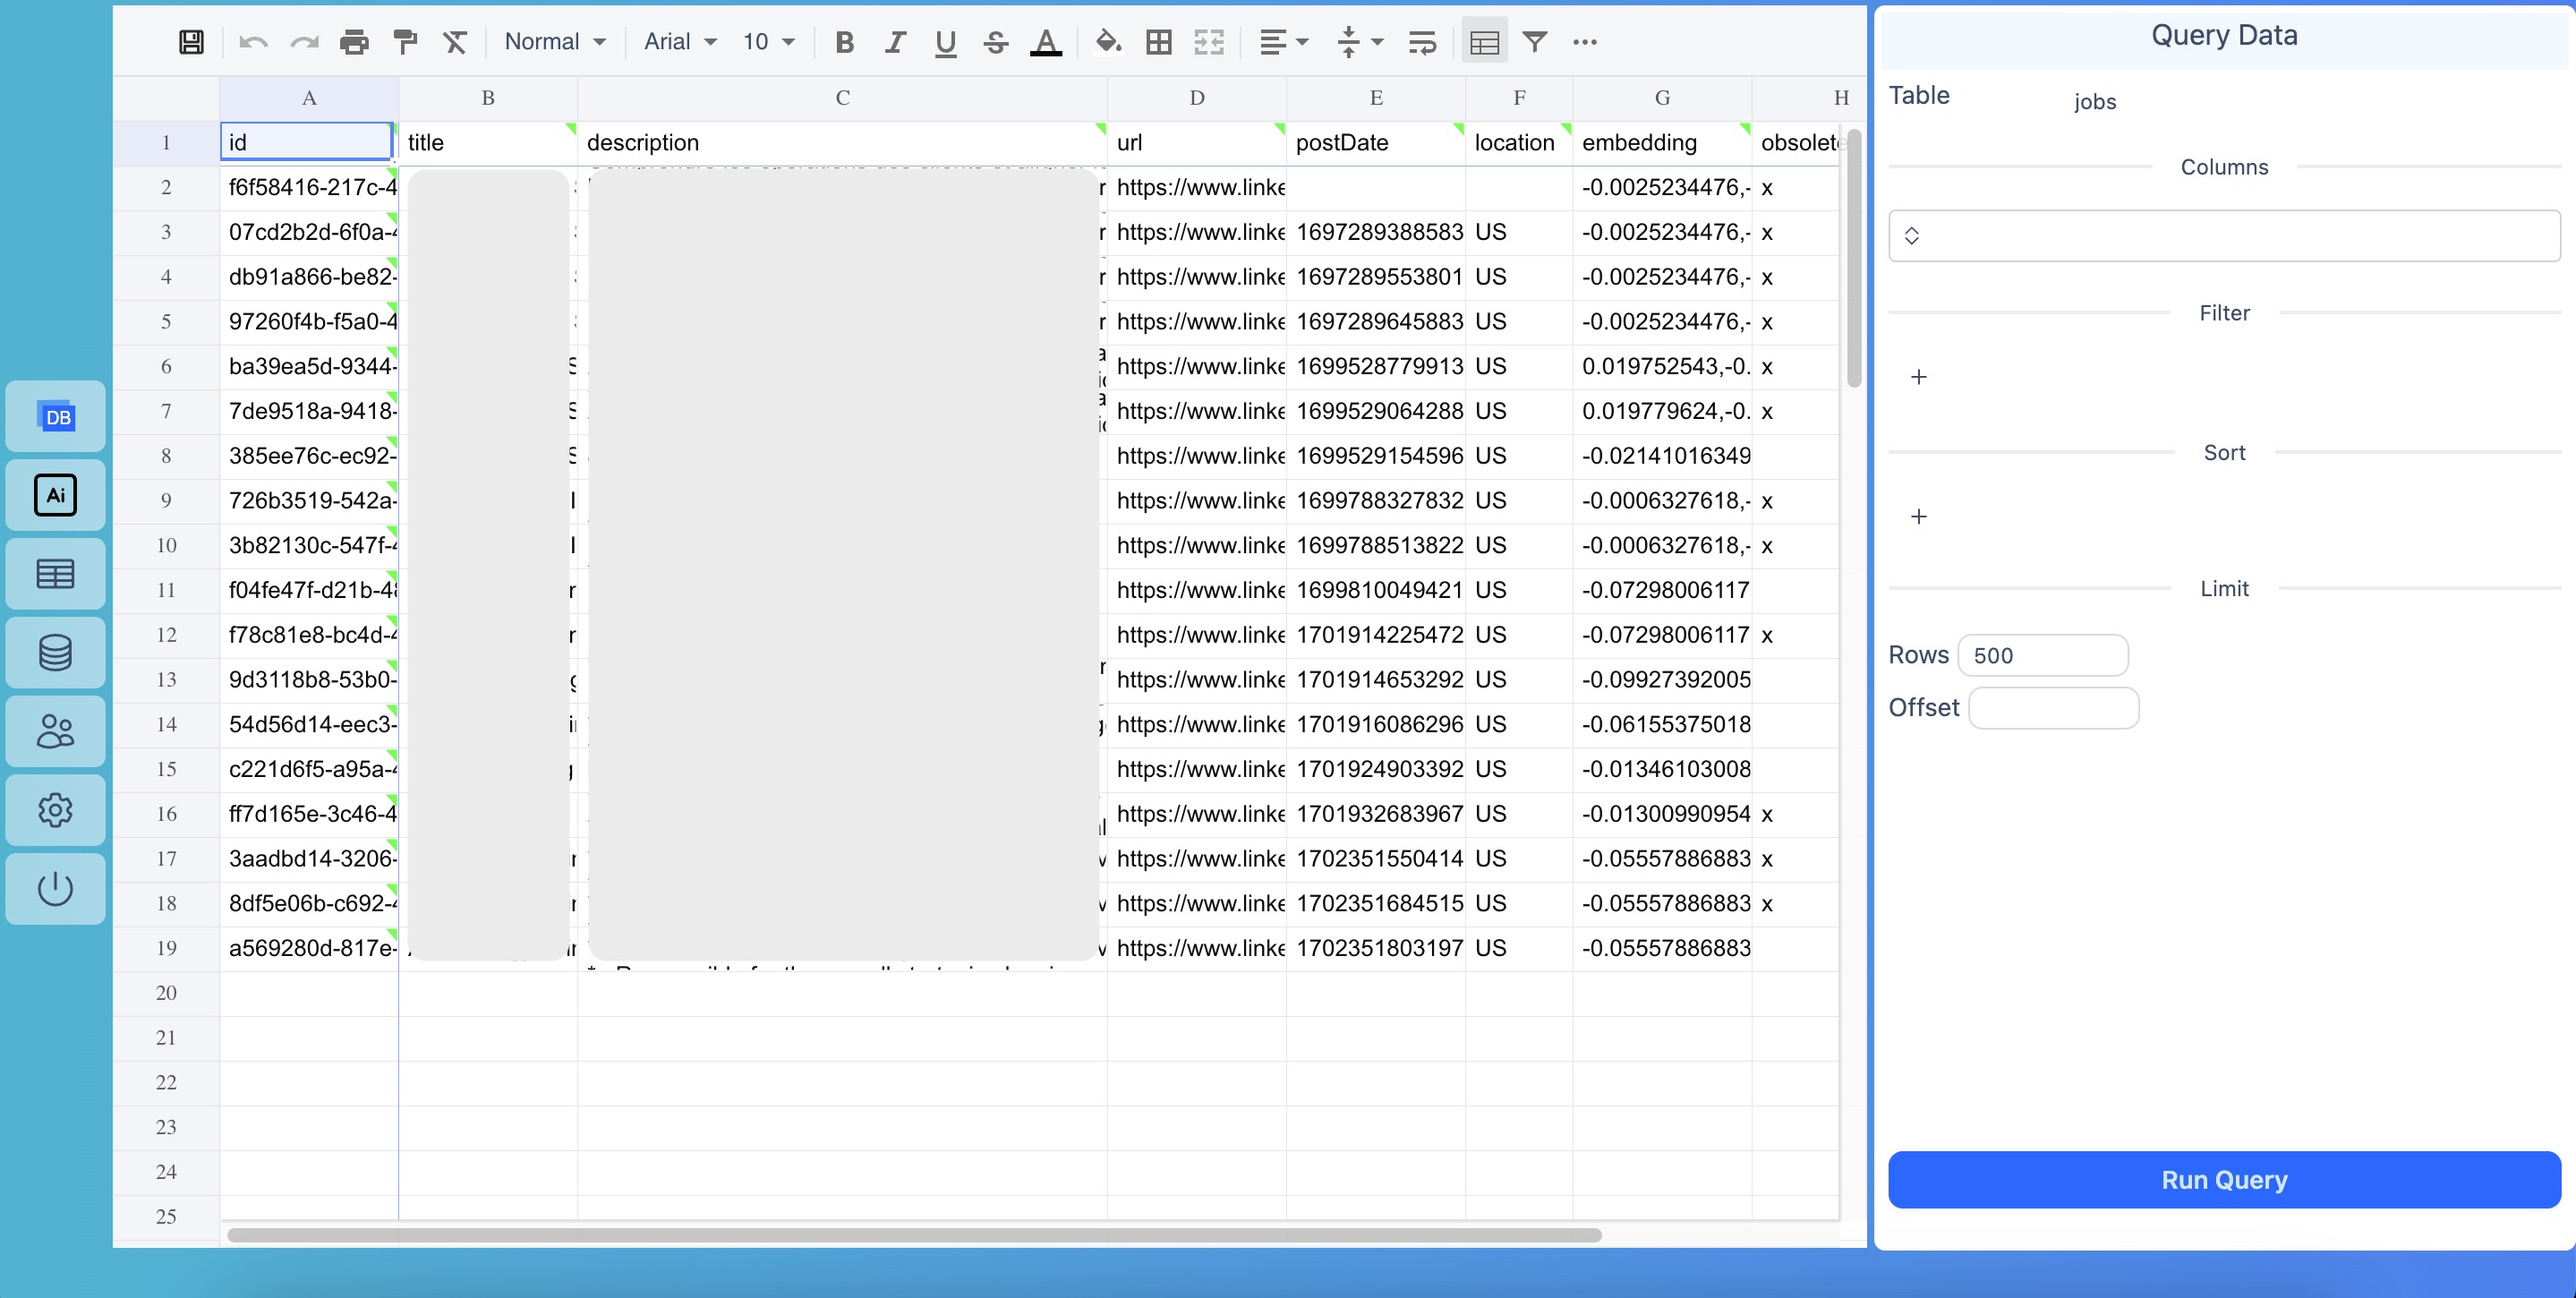 Normal Arial 10 B I U S A
Query Data
A B C D E F G H
Table jobs
1 id title description url postDate location embedding
Columns
2 f6f58416-217c-4 https://www.linke -0.0025234476,- x
3 07cd2b2d-6f0a- https://www.linke 1697289388583 US -0.0025234476,- x
4 db91a866-be82- https://www.linke 1697289553801 US -0.0025234476,- x
Filter
5 97260f4b-f5a0-4 https://www.linke 1697289645883 US -0.0025234476,- x
6 ba39ea5d-9344- https://www.linke 1699528779913 US 0.019752543,-0. x
+
7 7de9518a-9418- https://www.linke 1699529064288 US 0.019779624,-0. x
DB
8 385ee76c-ec92- https://www.linke 1699529154596 US -0.02141016349
Sort
Ai
9 726b3519-542a- https://www.linke 1699788327832 US -0.0006327618,- x
+
10 3b82130c-547f- https://www.linke 1699788513822 US -0.0006327618,- x
11 f04fe47f-d21b-4 https://www.linke 1699810049421 US -0.07298006117
Limit
12 f78c81e8-bc4d- https://www.linke 1701914225472 US -0.07298006117 x
Rows 500
13 9d3118b8-53b0- https://www.linke 1701914653292 US -0.09927392005
Offset
14 54d56d14-eec3- https://www.linke 1701916086296 US -0.06155375018
15 c221d6f5-a95a- https://www.linke 1701924903392 US -0.01346103008
16 ff7d165e-3c46-4 https://www.linke 1701932683967 US -0.01300990954 x
17 3aadbd14-3206- https://www.linke 1702351550414 US -0.05557886883 x
18 8df5e06b-c692- https://www.linke 1702351684515 US -0.05557886883 x
19 a569280d-817e- https://www.linke 1702351803197 US -0.05557886883
20
21
22
23
24
Run Query
25